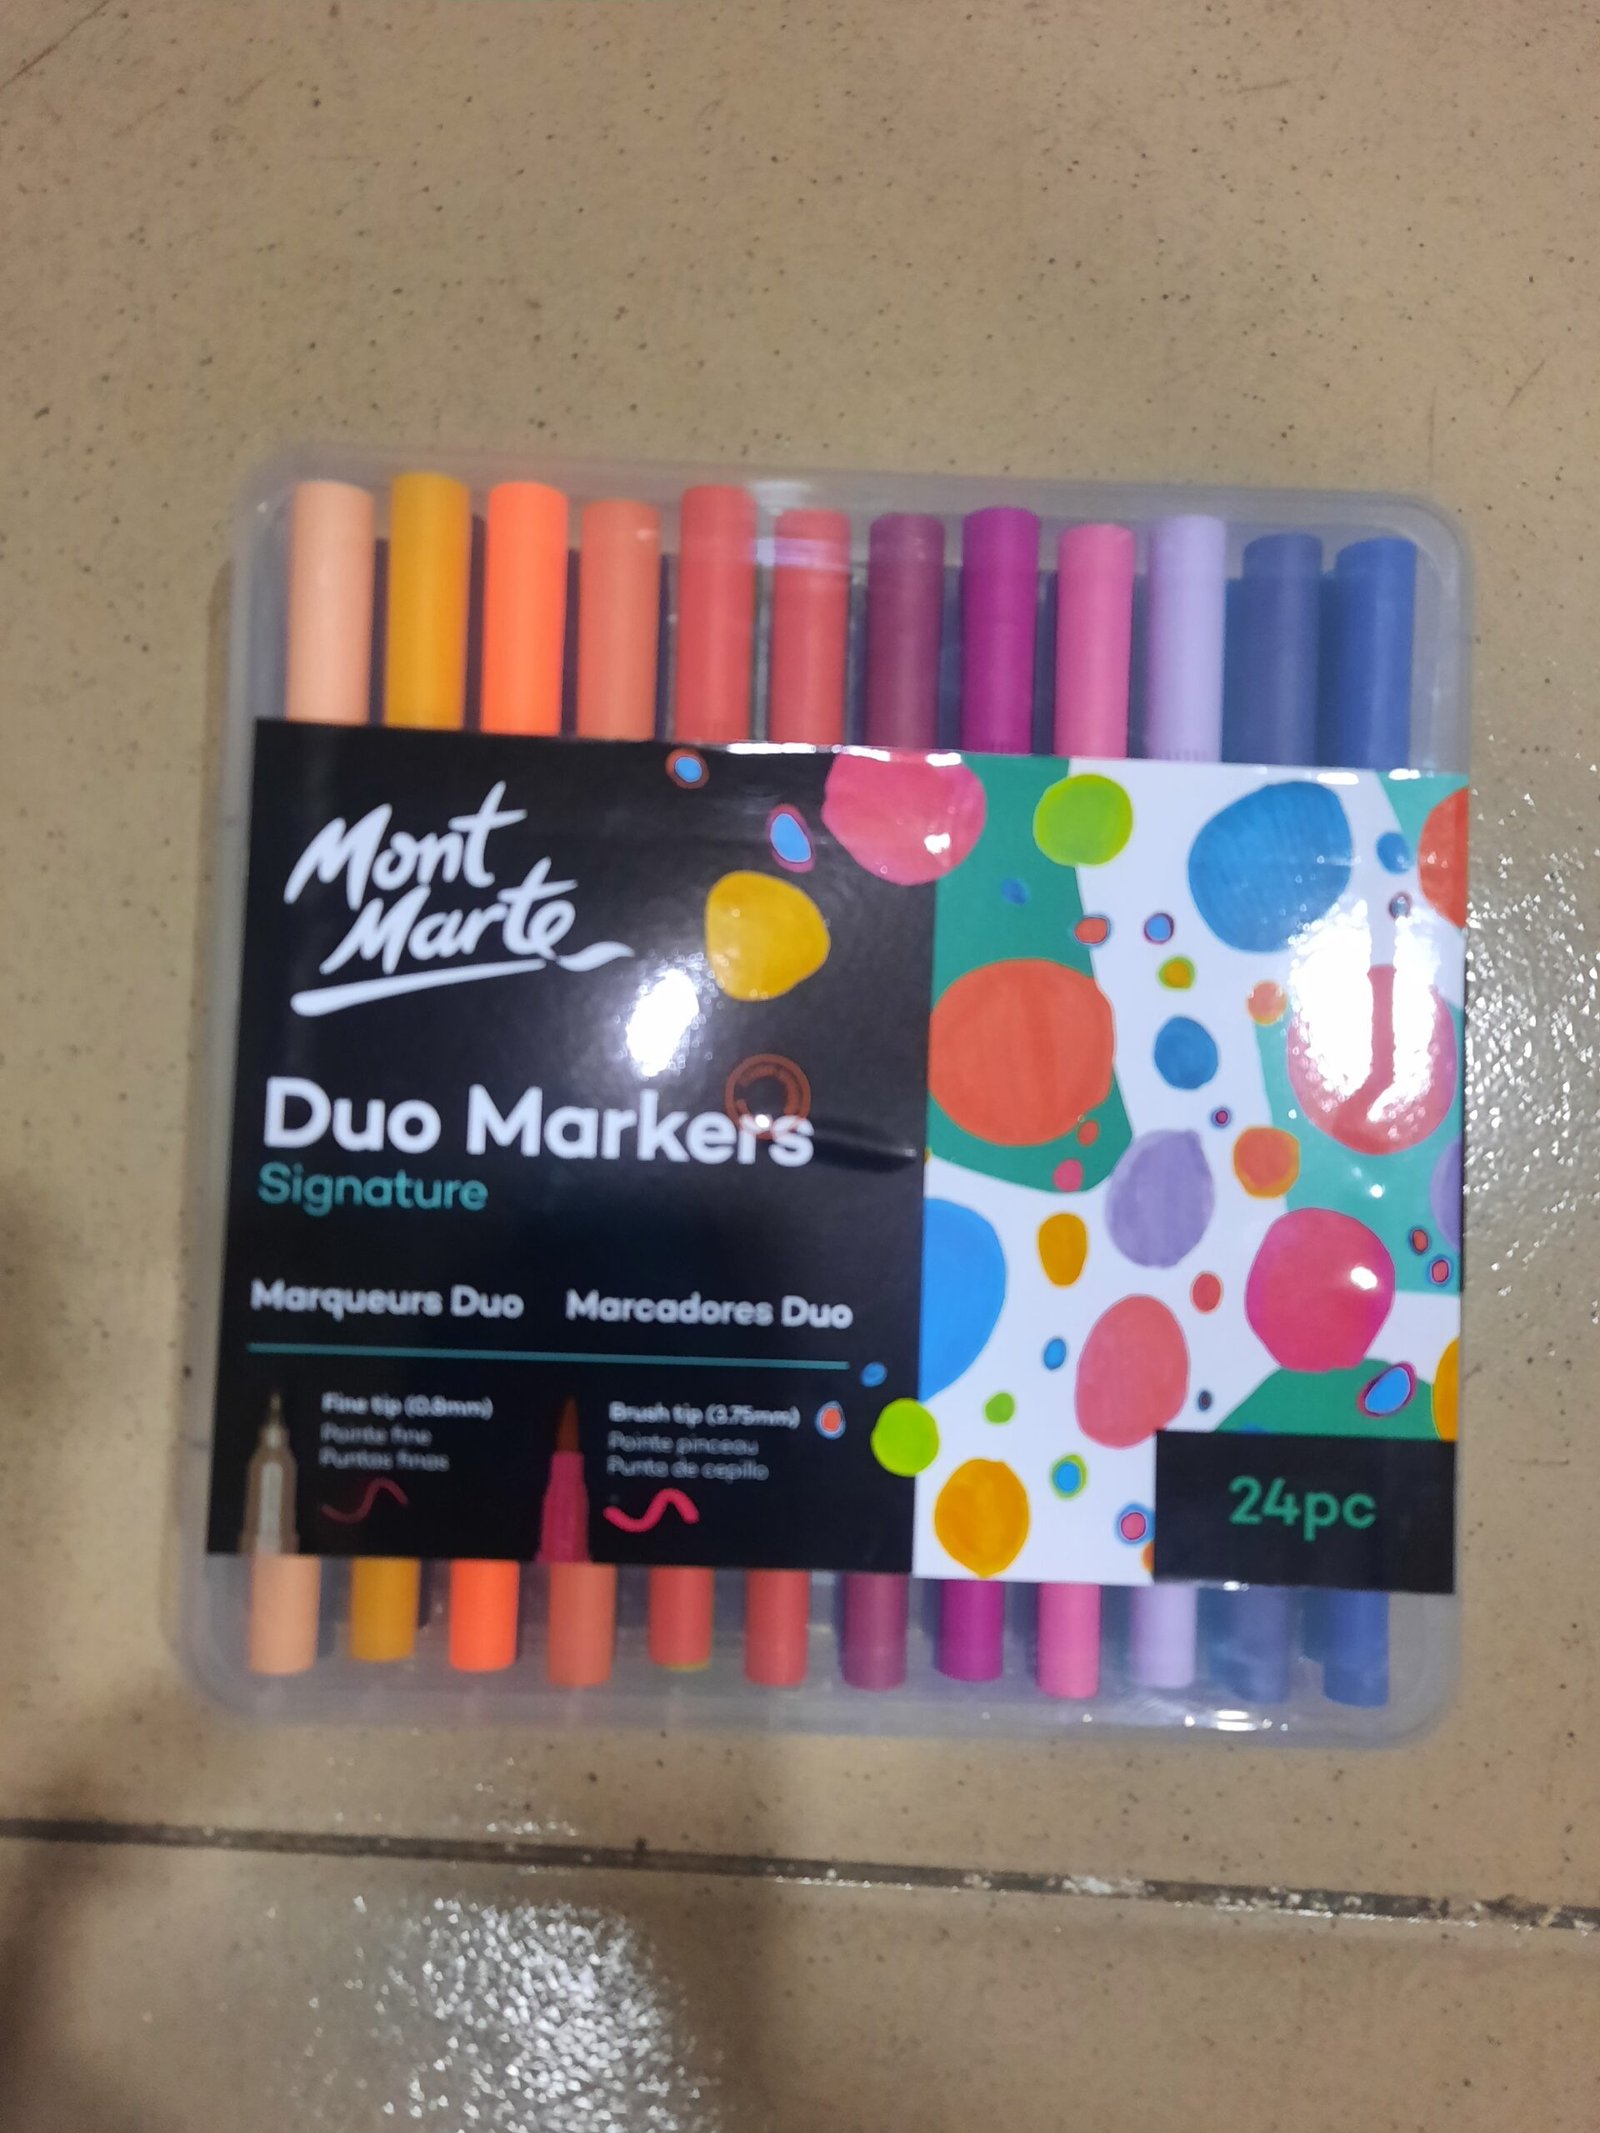 Mont
Marte
Duo Markers
Signature
Marqueurs Duo Marcadores Duo
Fine tip (0.8mm)
Pointe fine
Puntas finas
Brush tip (3.75mm)
Pointe pinceau
Punta de cepillo
24pc